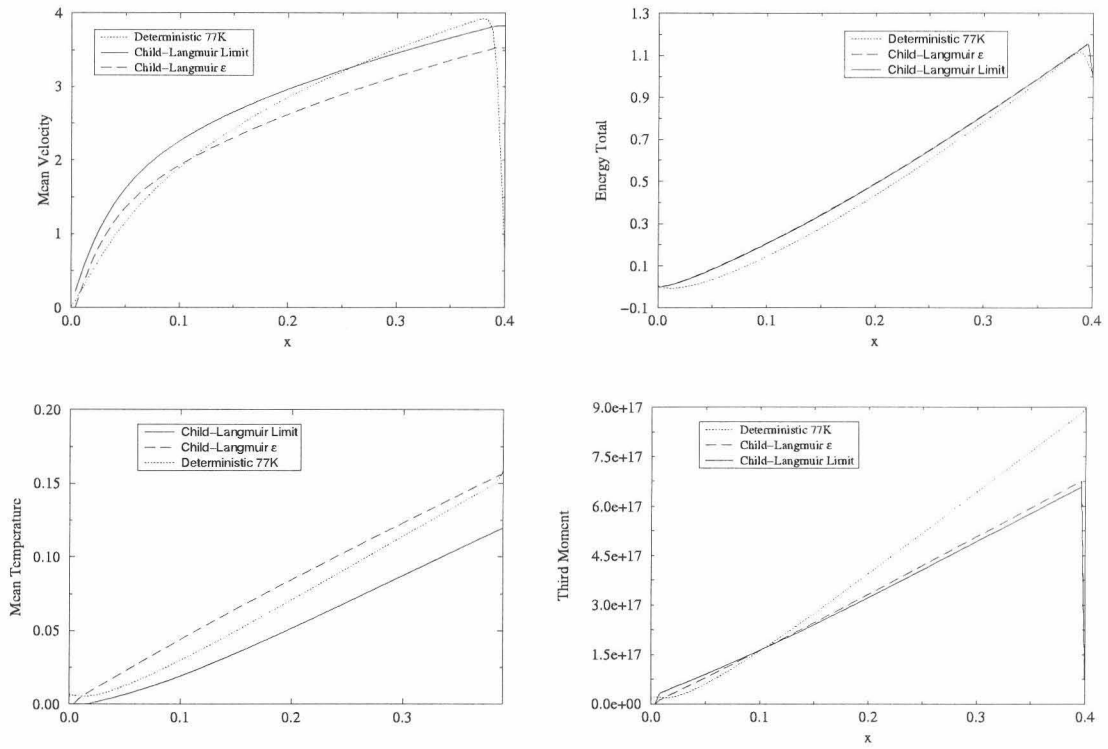 4
3
2
1
0
Mean Velocity
Deterministic 77K
Child–Langmuir Limit
Child–Langmuir ε
0.0 0.1 0.2 0.3 0.4
x
1.3
1.1
0.9
0.7
0.5
0.3
0.1
−0.1
Energy Total
Deterministic 77K
Child–Langmuir ε
Child–Langmuir Limit
0.0 0.1 0.2 0.3 0.4
x
0.20
0.15
0.10
0.05
0.00
Mean Temperature
Child–Langmuir Limit
Child–Langmuir ε
Deterministic 77K
0.0 0.1 0.2 0.3
9.0e+17
7.5e+17
6.0e+17
4.5e+17
3.0e+17
1.5e+17
0.0e+00
Third Moment
Deterministic 77K
Child–Langmuir ε
Child–Langmuir Limit
0.0 0.1 0.2 0.3 0.4
x